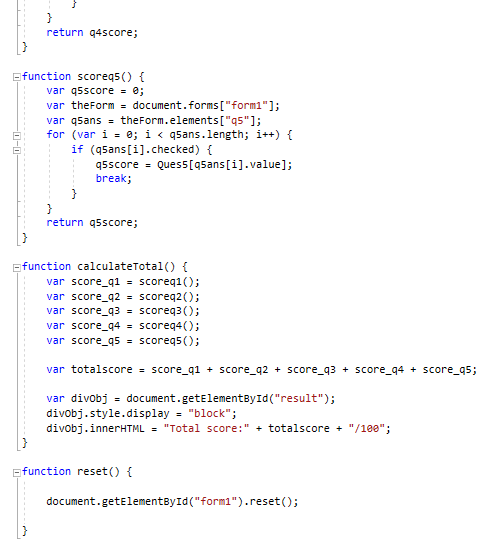 }
}
return q4score;
}
function scoreq5() {
var q5score = 0;
var theForm = document.forms["form1"];
var q5ans = theForm.elements["q5"];
for (var i = 0; i < q5ans.length; i++) {
if (q5ans[i].checked) {
q5score = Ques5[q5ans[i].value];
break;
}
}
return q5score;
}
function calculateTotal() {
var score_q1 = scoreq1();
var score_q2 = scoreq2();
var score_q3 = scoreq3();
var score_q4 = scoreq4();
var score_q5 = scoreq5();
var totalscore = score_q1 + score_q2 + score_q3 + score_q4 + score_q5;
var divObj = document.getElementById("result");
divObj.style.display = "block";
divObj.innerHTML = "Total score:" + totalscore + "/100";
}
function reset() {
document.getElementById("form1").reset();
}